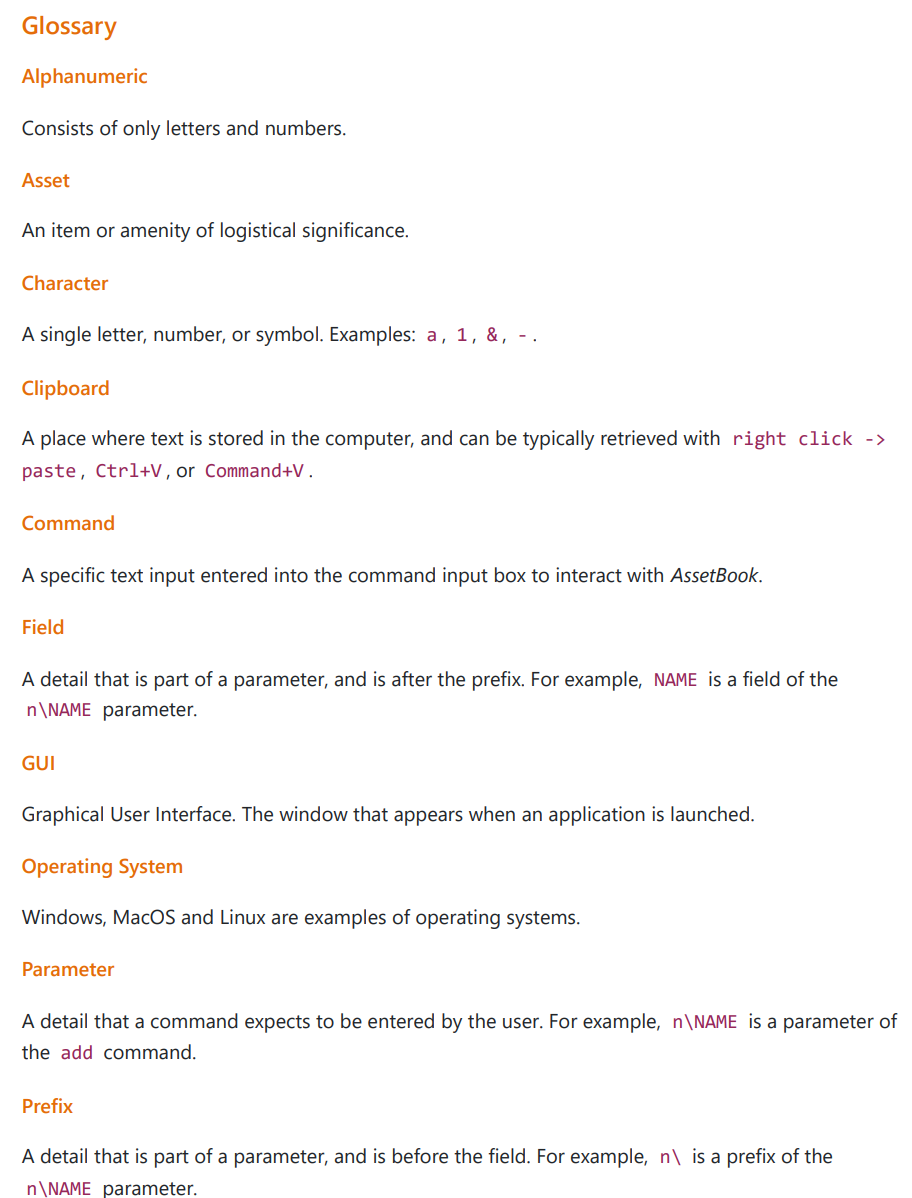 Glossary
Alphanumeric
Consists of only letters and numbers.
Asset
An item or amenity of logistical significance.
Character
A single letter, number, or symbol. Examples: a, 1, &, -.
Clipboard
A place where text is stored in the computer, and can be typically retrieved with right click ->
paste, Ctrl+V, or Command+V.
Command
A specific text input entered into the command input box to interact with AssetBook.
Field
A detail that is part of a parameter, and is after the prefix. For example, NAME is a field of the
n\NAME parameter.
GUI
Graphical User Interface. The window that appears when an application is launched.
Operating System
Windows, MacOS and Linux are examples of operating systems.
Parameter
A detail that a command expects to be entered by the user. For example, n\NAME is a parameter of
the add command.
Prefix
A detail that is part of a parameter, and is before the field. For example, n\ is a prefix of the
n\NAME parameter.